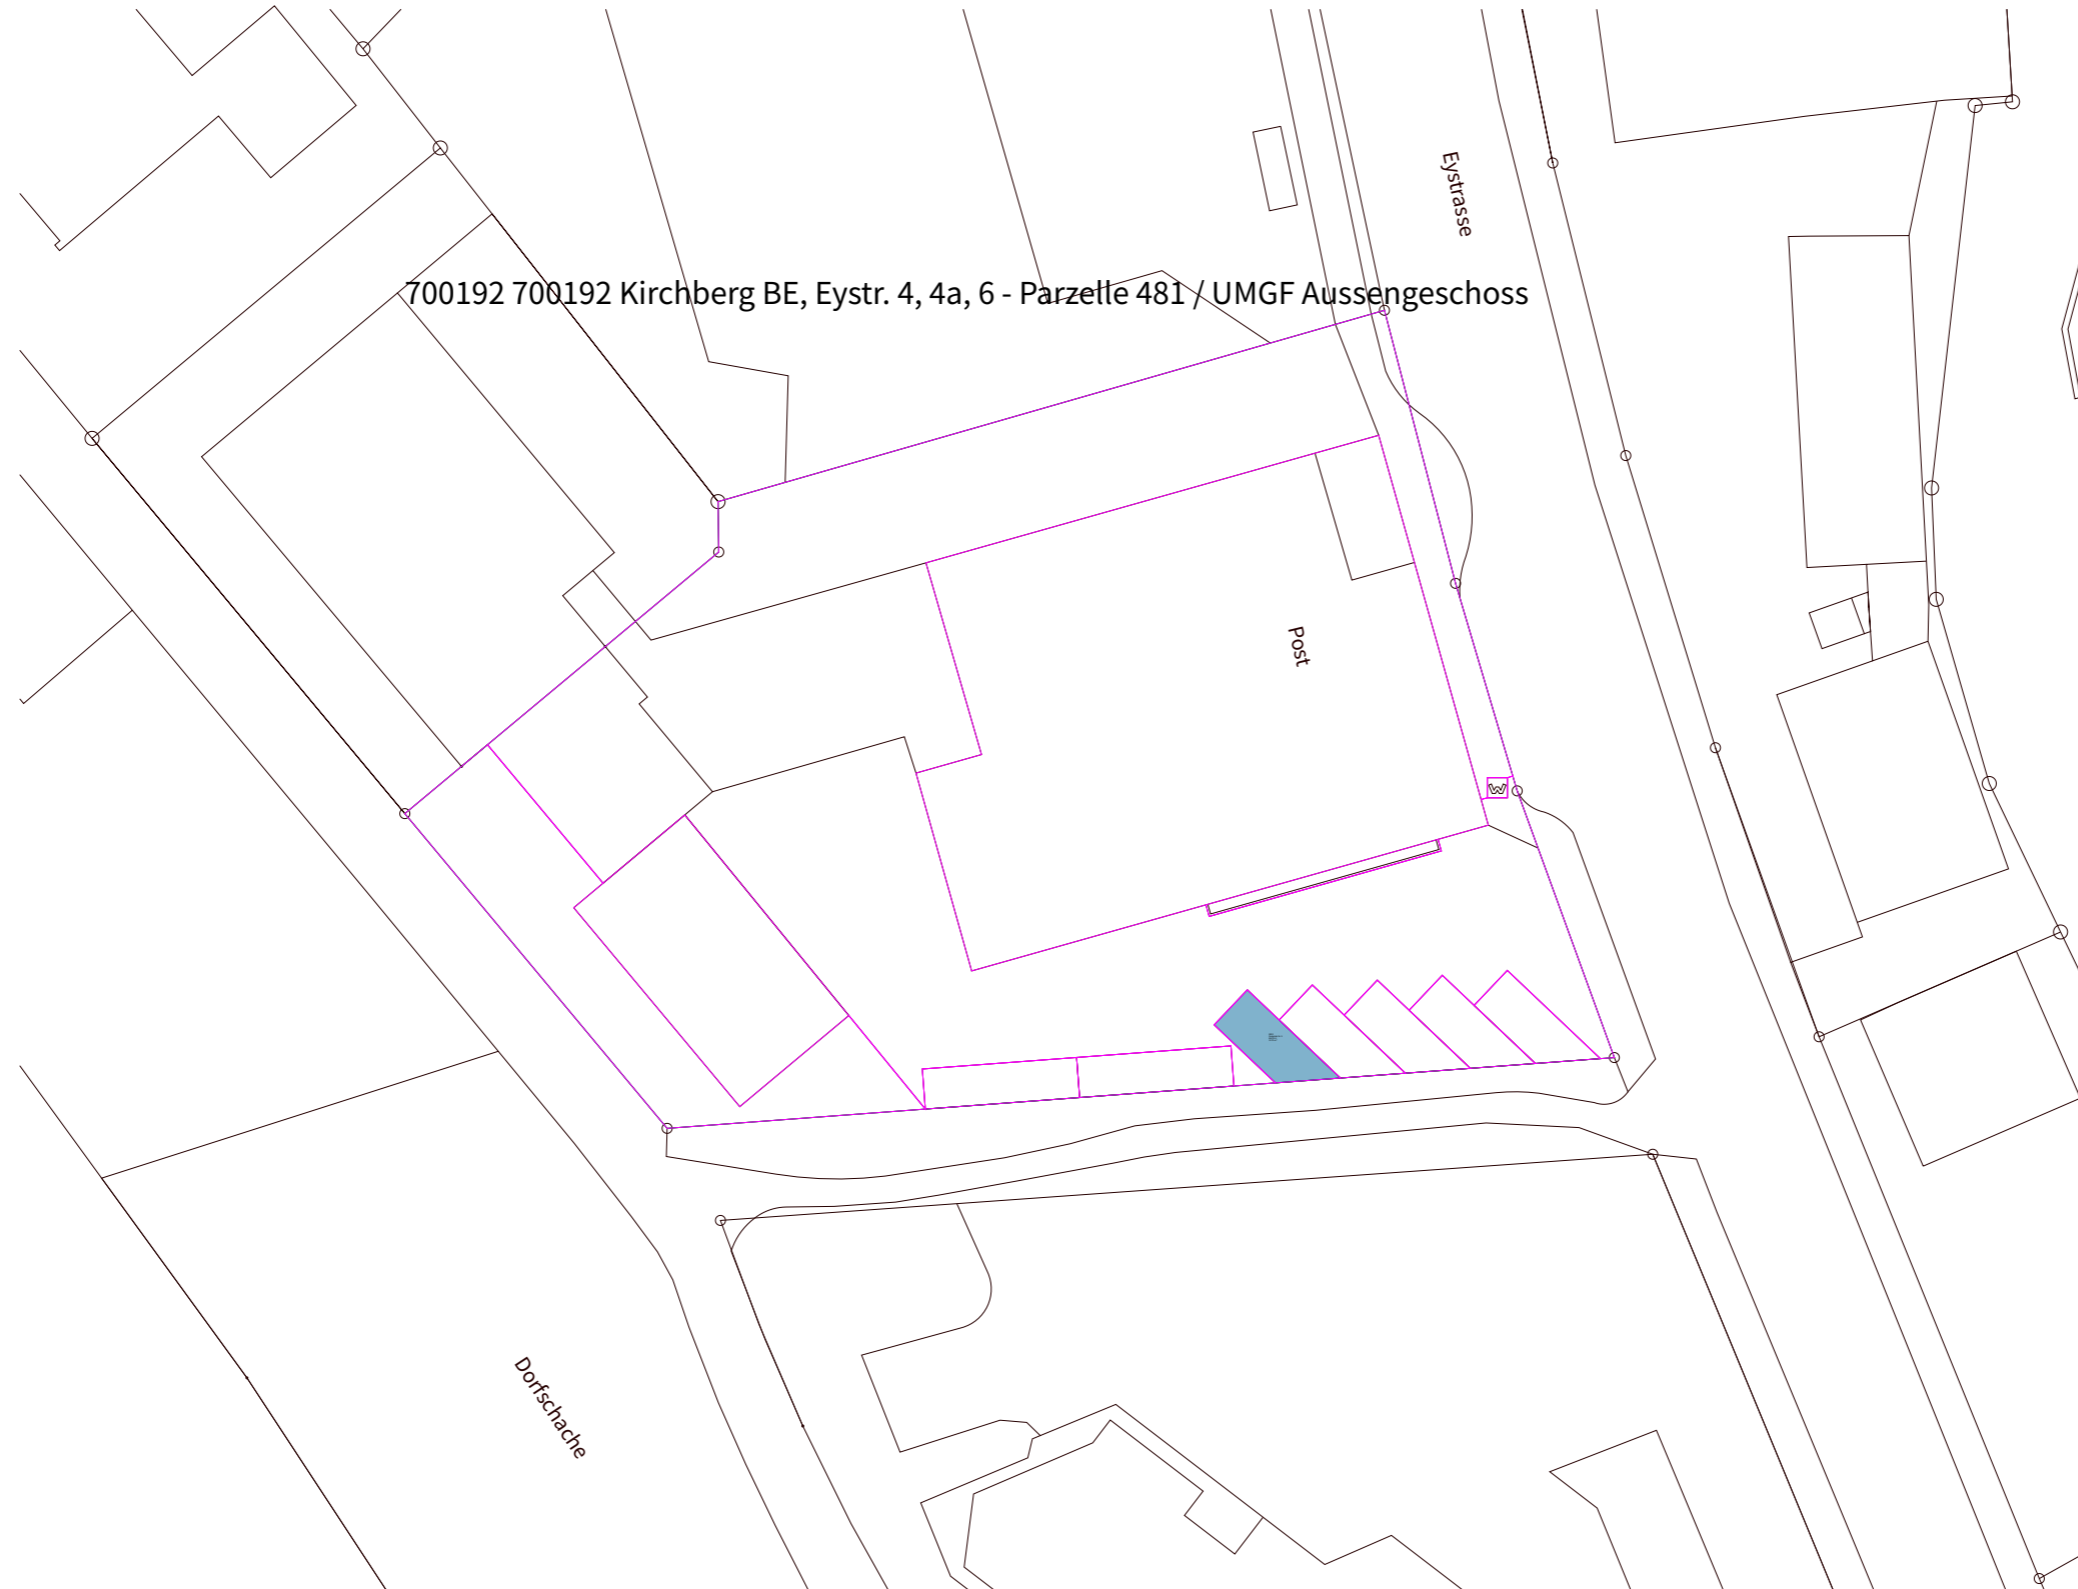 Eystrasse
700192 700192 Kirchberg BE, Eystr. 4, 4a, 6 - Parzelle 481 / UMGF Aussengeschoss
Post
W
Dorfschache